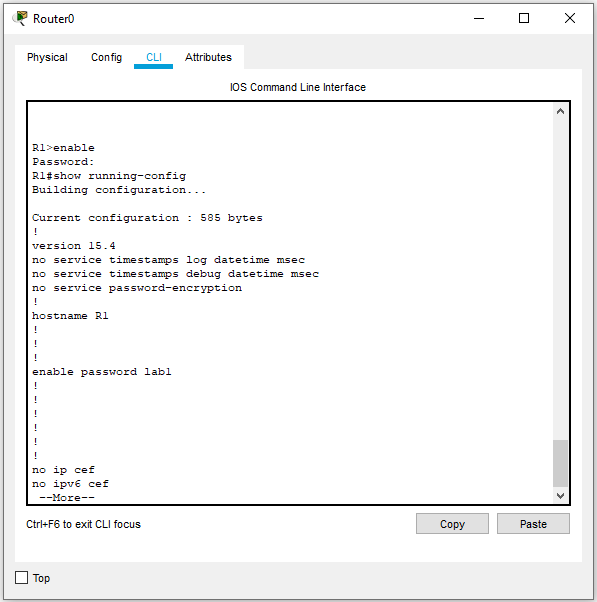 Router0
Physical Config CLI Attributes
IOS Command Line Interface
R1>enable
Password:
R1#show running-config
Building configuration...
Current configuration : 585 bytes
!
version 15.4
no service timestamps log datetime msec
no service timestamps debug datetime msec
no service password-encryption
!
hostname R1
!
!
!
enable password lab1
!
!
!
!
!
!
no ip cef
no ipv6 cef
--More--
Ctrl+F6 to exit CLI focus Copy Paste
Top